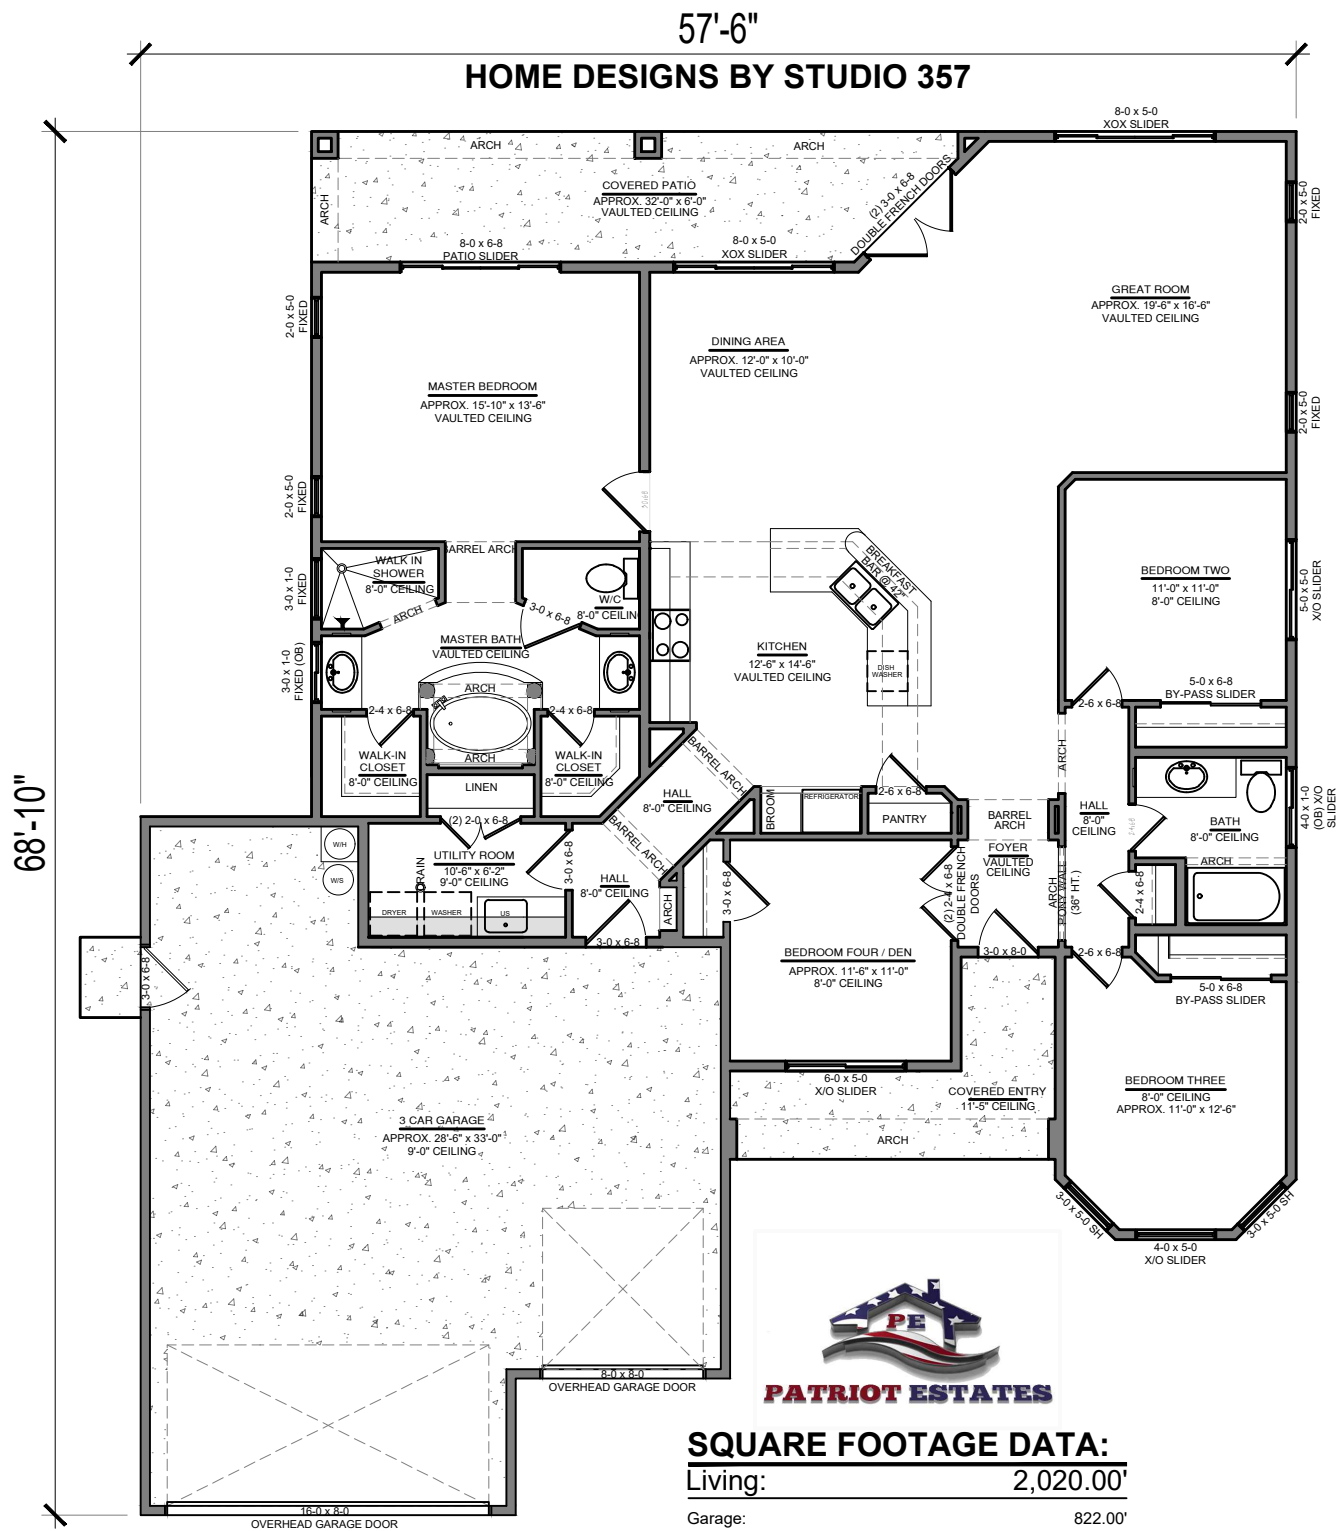 57'-6"
HOME DESIGNS BY STUDIO 357
8-0 x 5-0
XOX SLIDER
ARCH
ARCH
COVERED PATIO
APPROX. 32'-0" x 6'-0"
VAULTED CEILING
ARCH
(2) 3-0 x 6-8
DOUBLE FRENCH DOORS
2-0 x 5-0
FIXED
8-0 x 6-8
PATIO SLIDER
8-0 x 5-0
XOX SLIDER
2-0 x 5-0
FIXED
GREAT ROOM
APPROX. 19'-6" x 16'-6"
VAULTED CEILING
DINING AREA
APPROX. 12'-0" x 10'-0"
VAULTED CEILING
MASTER BEDROOM
APPROX. 15'-10" x 13'-6"
VAULTED CEILING
2-0 x 5-0
FIXED
2-0 x 5-0
FIXED
BARREL ARCH
WALK IN
SHOWER
8'-0" CEILING
3-0 x 1-0
FIXED
ARCH
W/C
8'-0" CEILING
3-0 x 6-8
BREAKFAST
BAR @ 42"
BEDROOM TWO
11'-0" x 11'-0"
8'-0" CEILING
5-0 x 5-0
X/O SLIDER
MASTER BATH
VAULTED CEILING
3-0 x 1-0
FIXED (OB)
KITCHEN
12'-6" x 14'-6"
VAULTED CEILING
DISH
WASHER
ARCH
5-0 x 6-8
BY-PASS SLIDER
2-4 x 6-8
2-4 x 6-8
2-6 x 6-8
WALK-IN
CLOSET
8'-0" CEILING
ARCH
WALK-IN
CLOSET
8'-0" CEILING
BARREL ARCH
ARCH
LINEN
HALL
8'-0" CEILING
2-6 x 6-8
BROOM
REFRIGERATOR
PANTRY
BARREL
ARCH
HALL
8'-0"
CEILING
BATH
8'-0" CEILING
4-0 x 1-0
(OB) X/O
SLIDER
68'-10"
(2) 2-0 x 6-8
BARREL ARCH
W/H
W/S
UTILITY ROOM
10'-6" x 6'-2"
9'-0" CEILING
DRAIN
3-0 x 6-8
FOYER
VAULTED
CEILING
ARCH
HALL
8'-0" CEILING
3-0 x 6-8
(2) 2-4 x 6-8
DOUBLE FRENCH
DOORS
ARCH
PONY WALL
(36" HT.)
2-4 x 6-8
DRYER
WASHER
US
ARCH
3-0 x 6-8
3-0 x 8-0
2-6 x 6-8
3-0 x 6-8
BEDROOM FOUR / DEN
APPROX. 11'-6" x 11'-0"
8'-0" CEILING
5-0 x 6-8
BY-PASS SLIDER
6-0 x 5-0
X/O SLIDER
COVERED ENTRY
11'-5" CEILING
BEDROOM THREE
8'-0" CEILING
APPROX. 11'-0" x 12'-6"
3 CAR GARAGE
APPROX. 28'-6" x 33'-0"
9'-0" CEILING
ARCH
3-0 x 5-0 SH
3-0 x 5-0 SH
4-0 x 5-0
X/O SLIDER
PE
PATRIOT ESTATES
8-0 x 8-0
OVERHEAD GARAGE DOOR
SQUARE FOOTAGE DATA:
Living: 2,020.00'
Garage: 822.00'
16-0 x 8-0
OVERHEAD GARAGE DOOR